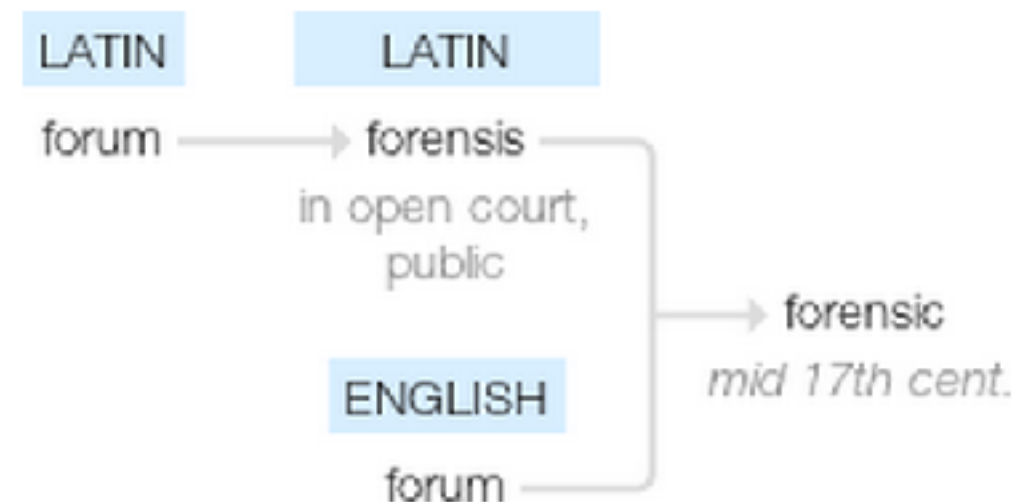 LATIN LATIN
forum forensis
in open court,
public
forensic
mid 17th cent.
ENGLISH
forum